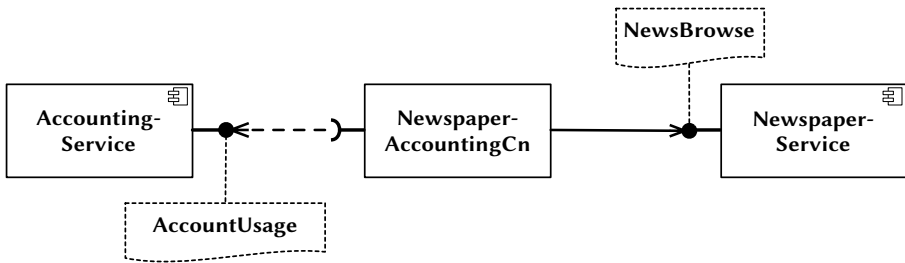 NewsBrowse
Accounting-
Service
Newspaper-
AccountingCn
Newspaper-
Service
AccountUsage